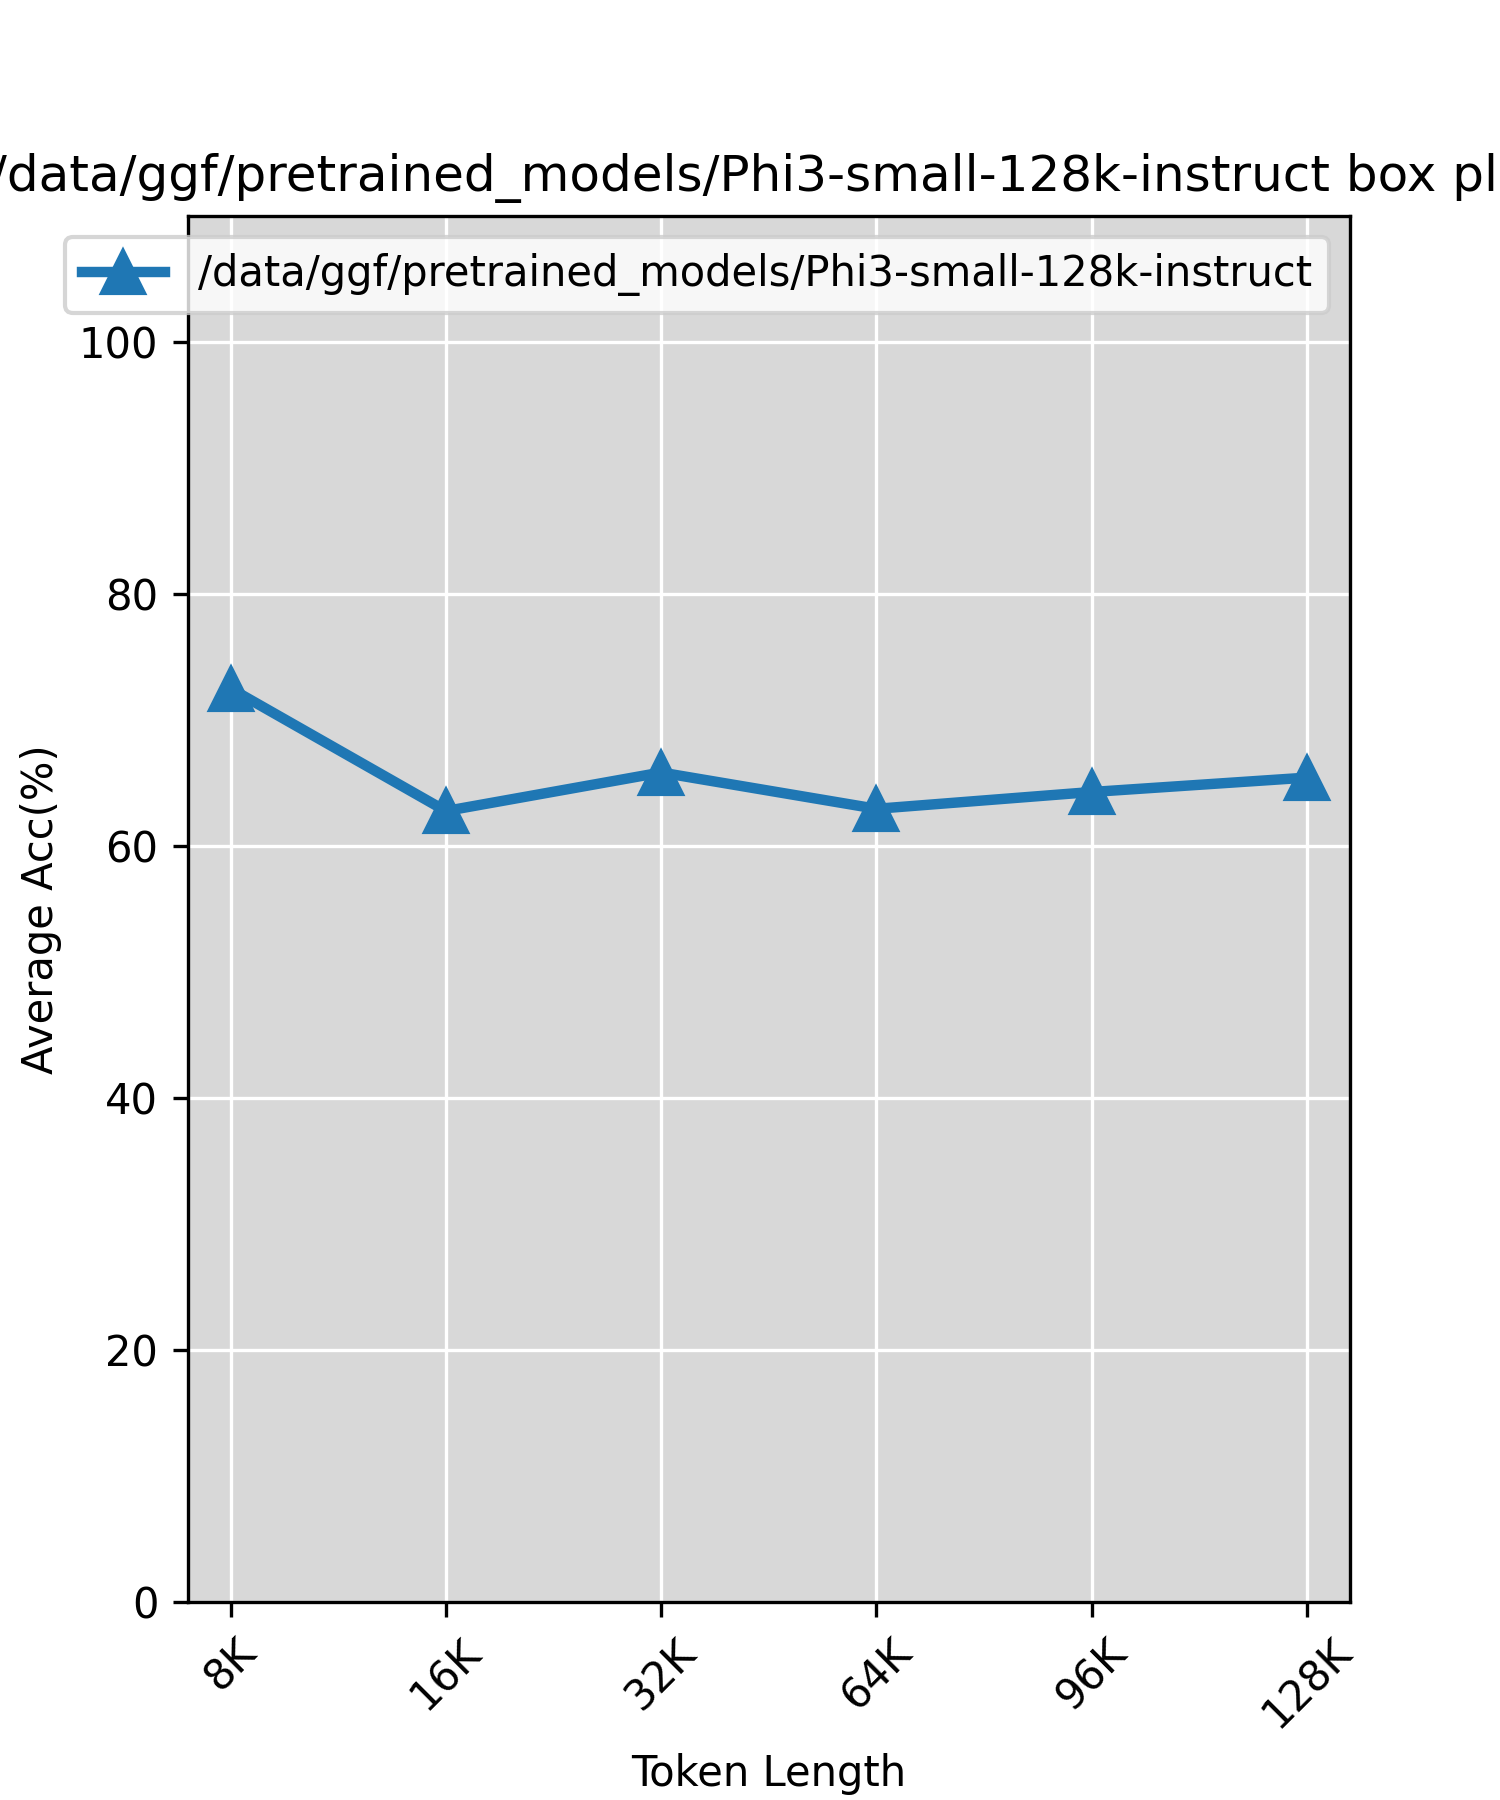 /data/ggf/pretrained_models/Phi3-small-128k-instruct box pl
/data/ggf/pretrained_models/Phi3-small-128k-instruct
100
80
60
40
20
0
Average Acc(%)
8K
16K
32K
64K
96K
128K
Token Length